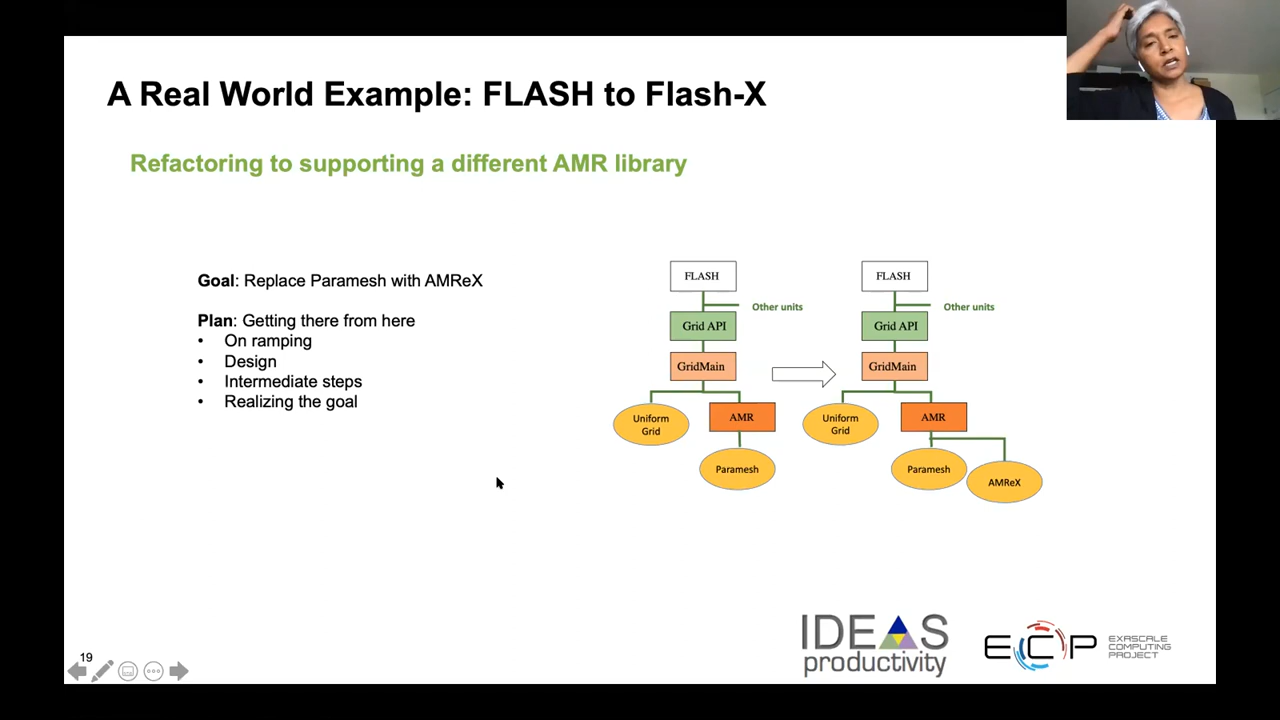 A Real World Example: FLASH to Flash-X
Refactoring to supporting a different AMR library
Goal: Replace Paramesh with AMReX
Plan: Getting there from here
• On ramping
• Design
• Intermediate steps
• Realizing the goal
FLASH
Other units
Grid API
GridMain
Uniform
Grid
AMR
Paramesh
FLASH
Other units
Grid API
GridMain
Uniform
Grid
AMR
Paramesh
AMReX
IDEAS
productivity
ECP
EXASCALE
COMPUTING
PROJECT
19